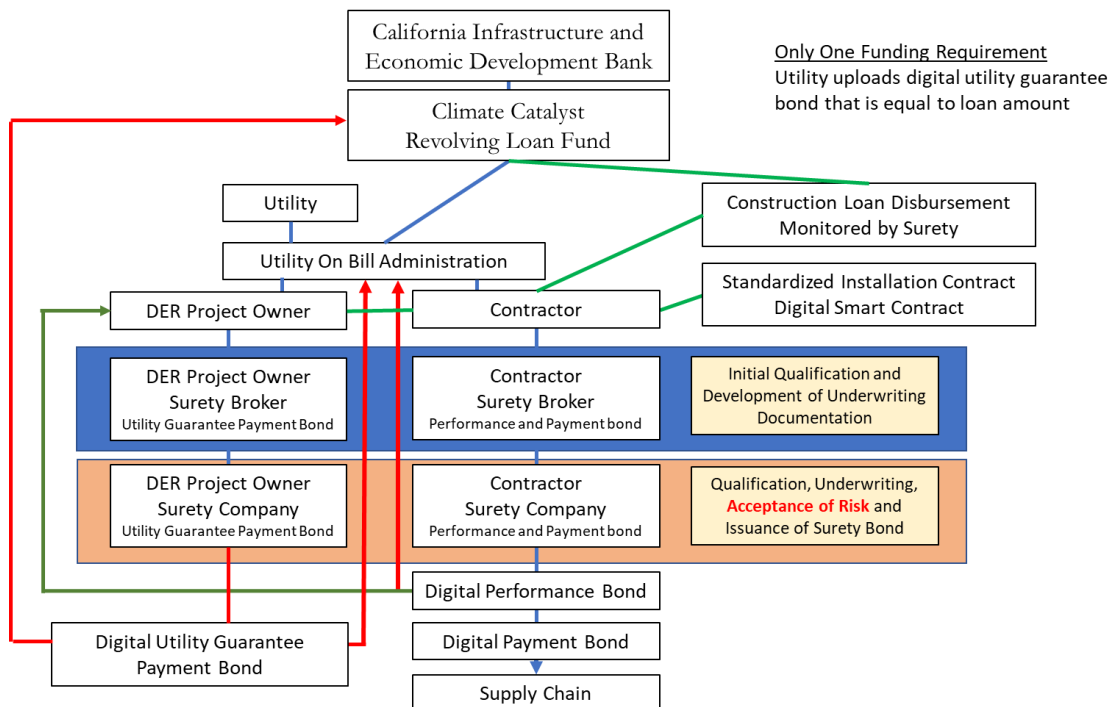 California Infrastructure and
Economic Development Bank
Only One Funding Requirement
Utility uploads digital utility guarantee
bond that is equal to loan amount
Climate Catalyst
Revolving Loan Fund
Utility
Construction Loan Disbursement
Monitored by Surety
Utility On Bill Administration
Standardized Installation Contract
Digital Smart Contract
DER Project Owner
Contractor
DER Project Owner
Surety Broker
Utility Guarantee Payment Bond
Contractor
Surety Broker
Performance and Payment bond
Initial Qualification and
Development of Underwriting
Documentation
DER Project Owner
Surety Company
Utility Guarantee Payment Bond
Contractor
Surety Company
Performance and Payment bond
Qualification, Underwriting,
Acceptance of Risk and
Issuance of Surety Bond
Digital Performance Bond
Digital Utility Guarantee
Payment Bond
Digital Payment Bond
Supply Chain